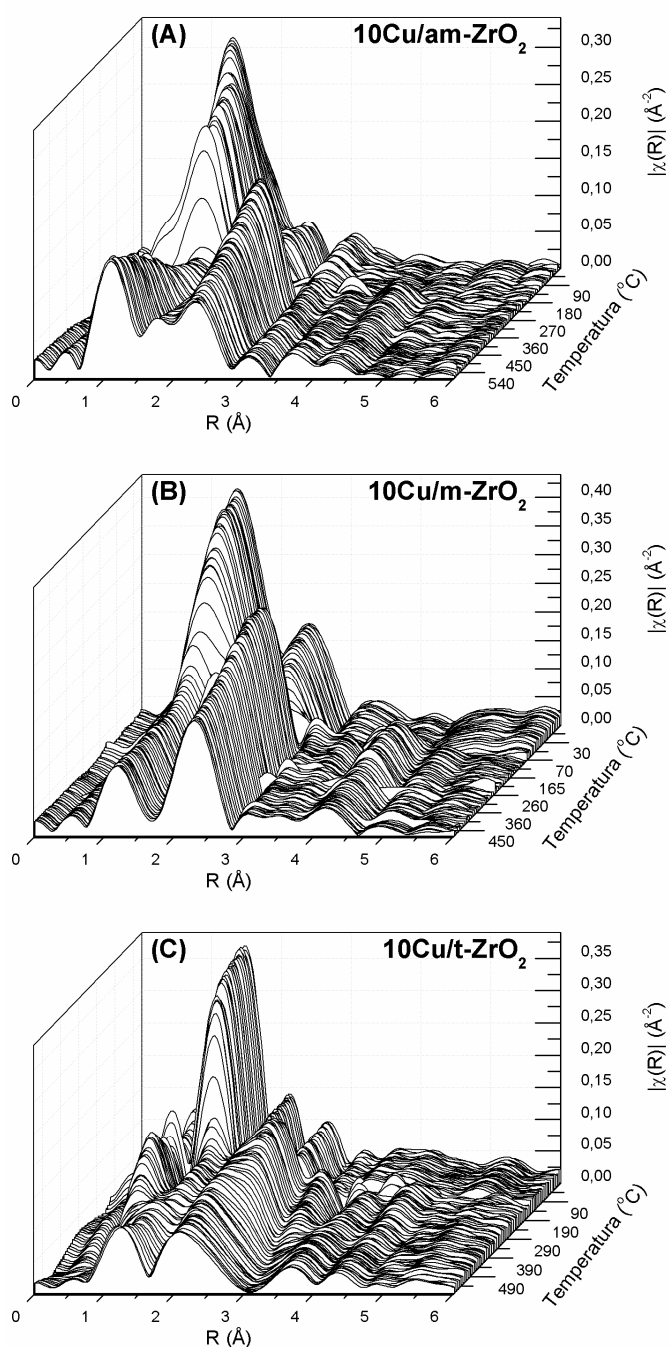 (A) 10Cu/am-ZrO₂
0,30
0,25
0,20
0,15
0,10
0,05
0,00
|χ(R)| (Å⁻²)
90
180
270
360
450
540
Temperatura (°C)
0 1 2 3 4 5 6
R (Å)
(B) 10Cu/m-ZrO₂
0,40
0,35
0,30
0,25
0,20
0,15
0,10
0,05
0,00
|χ(R)| (Å⁻²)
30
70
165
260
360
450
Temperatura (°C)
0 1 2 3 4 5 6
R (Å)
(C) 10Cu/t-ZrO₂
0,35
0,30
0,25
0,20
0,15
0,10
0,05
0,00
|χ(R)| (Å⁻²)
90
190
290
390
490
Temperatura (°C)
0 1 2 3 4 5 6
R (Å)